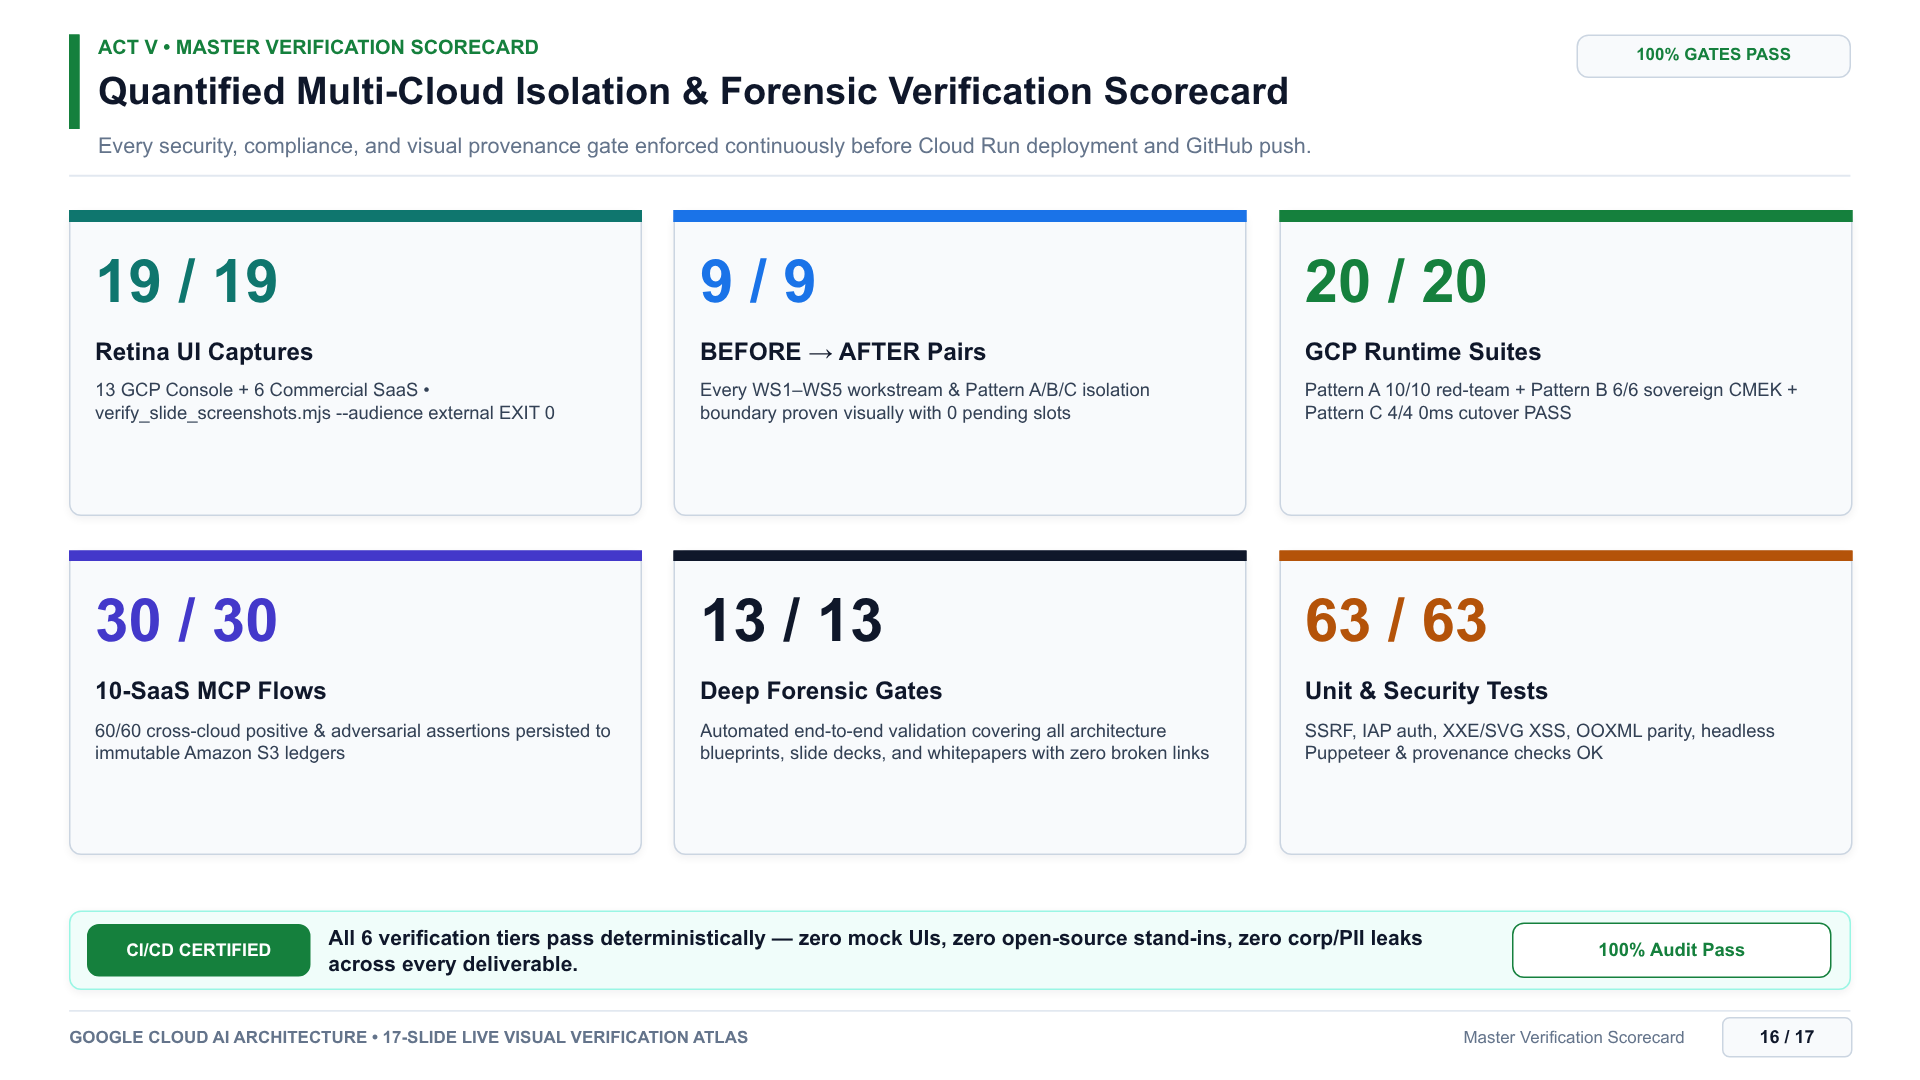 ACT V • MASTER VERIFICATION SCORECARD
100% GATES PASS
Quantified Multi-Cloud Isolation & Forensic Verification Scorecard
Every security, compliance, and visual provenance gate enforced continuously before Cloud Run deployment and GitHub push.
19 / 19
Retina UI Captures
13 GCP Console + 6 Commercial SaaS •
verify_slide_screenshots.mjs --audience external EXIT 0
9 / 9
BEFORE → AFTER Pairs
Every WS1–WS5 workstream & Pattern A/B/C isolation
boundary proven visually with 0 pending slots
20 / 20
GCP Runtime Suites
Pattern A 10/10 red-team + Pattern B 6/6 sovereign CMEK +
Pattern C 4/4 0ms cutover PASS
30 / 30
10-SaaS MCP Flows
60/60 cross-cloud positive & adversarial assertions persisted to
immutable Amazon S3 ledgers
13 / 13
Deep Forensic Gates
Automated end-to-end validation covering all architecture
blueprints, slide decks, and whitepapers with zero broken links
63 / 63
Unit & Security Tests
SSRF, IAP auth, XXE/SVG XSS, OOXML parity, headless
Puppeteer & provenance checks OK
CI/CD CERTIFIED
All 6 verification tiers pass deterministically — zero mock UIs, zero open-source stand-ins, zero corp/PII leaks
across every deliverable.
100% Audit Pass
GOOGLE CLOUD AI ARCHITECTURE • 17-SLIDE LIVE VISUAL VERIFICATION ATLAS
Master Verification Scorecard
16 / 17